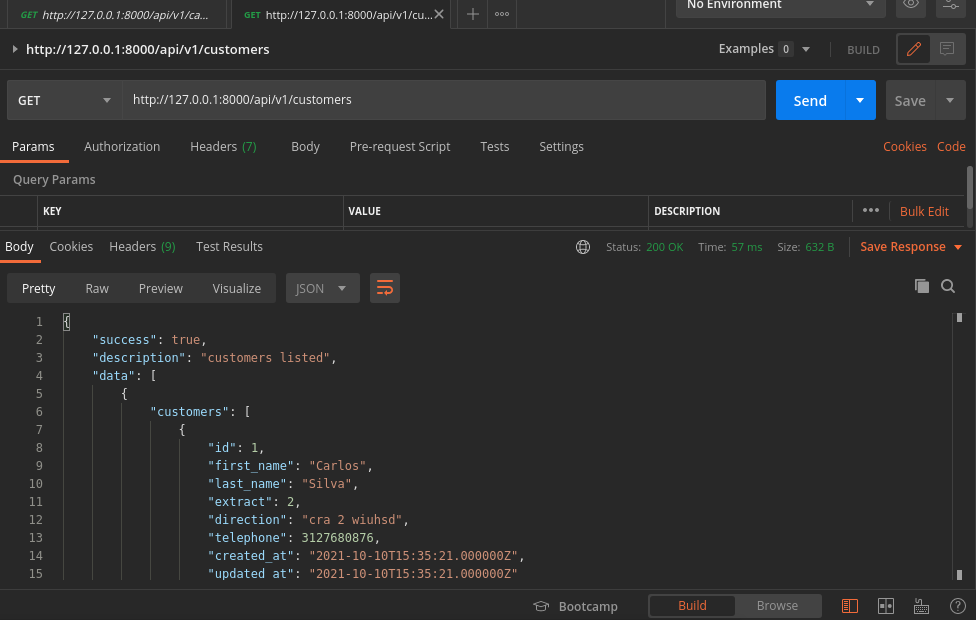 GET http://127.0.0.1:8000/api/v1/ca... GET http://127.0.0.1:8000/api/v1/cu... No Environment
http://127.0.0.1:8000/api/v1/customers Examples 0 BUILD
GET http://127.0.0.1:8000/api/v1/customers Send Save
Params Authorization Headers (7) Body Pre-request Script Tests Settings Cookies Code
Query Params
KEY VALUE DESCRIPTION ••• Bulk Edit
Body Cookies Headers (9) Test Results Status: 200 OK Time: 57 ms Size: 632 B Save Response
Pretty Raw Preview Visualize JSON
1 {
2 "success": true,
3 "description": "customers listed",
4 "data": [
5 {
6 "customers": [
7 {
8 "id": 1,
9 "first_name": "Carlos",
10 "last_name": "Silva",
11 "extract": 2,
12 "direction": "cra 2 wiuhsd",
13 "telephone": 3127680876,
14 "created_at": "2021-10-10T15:35:21.000000Z",
15 "updated_at": "2021-10-10T15:35:21.000000Z"
Bootcamp Build Browse ?